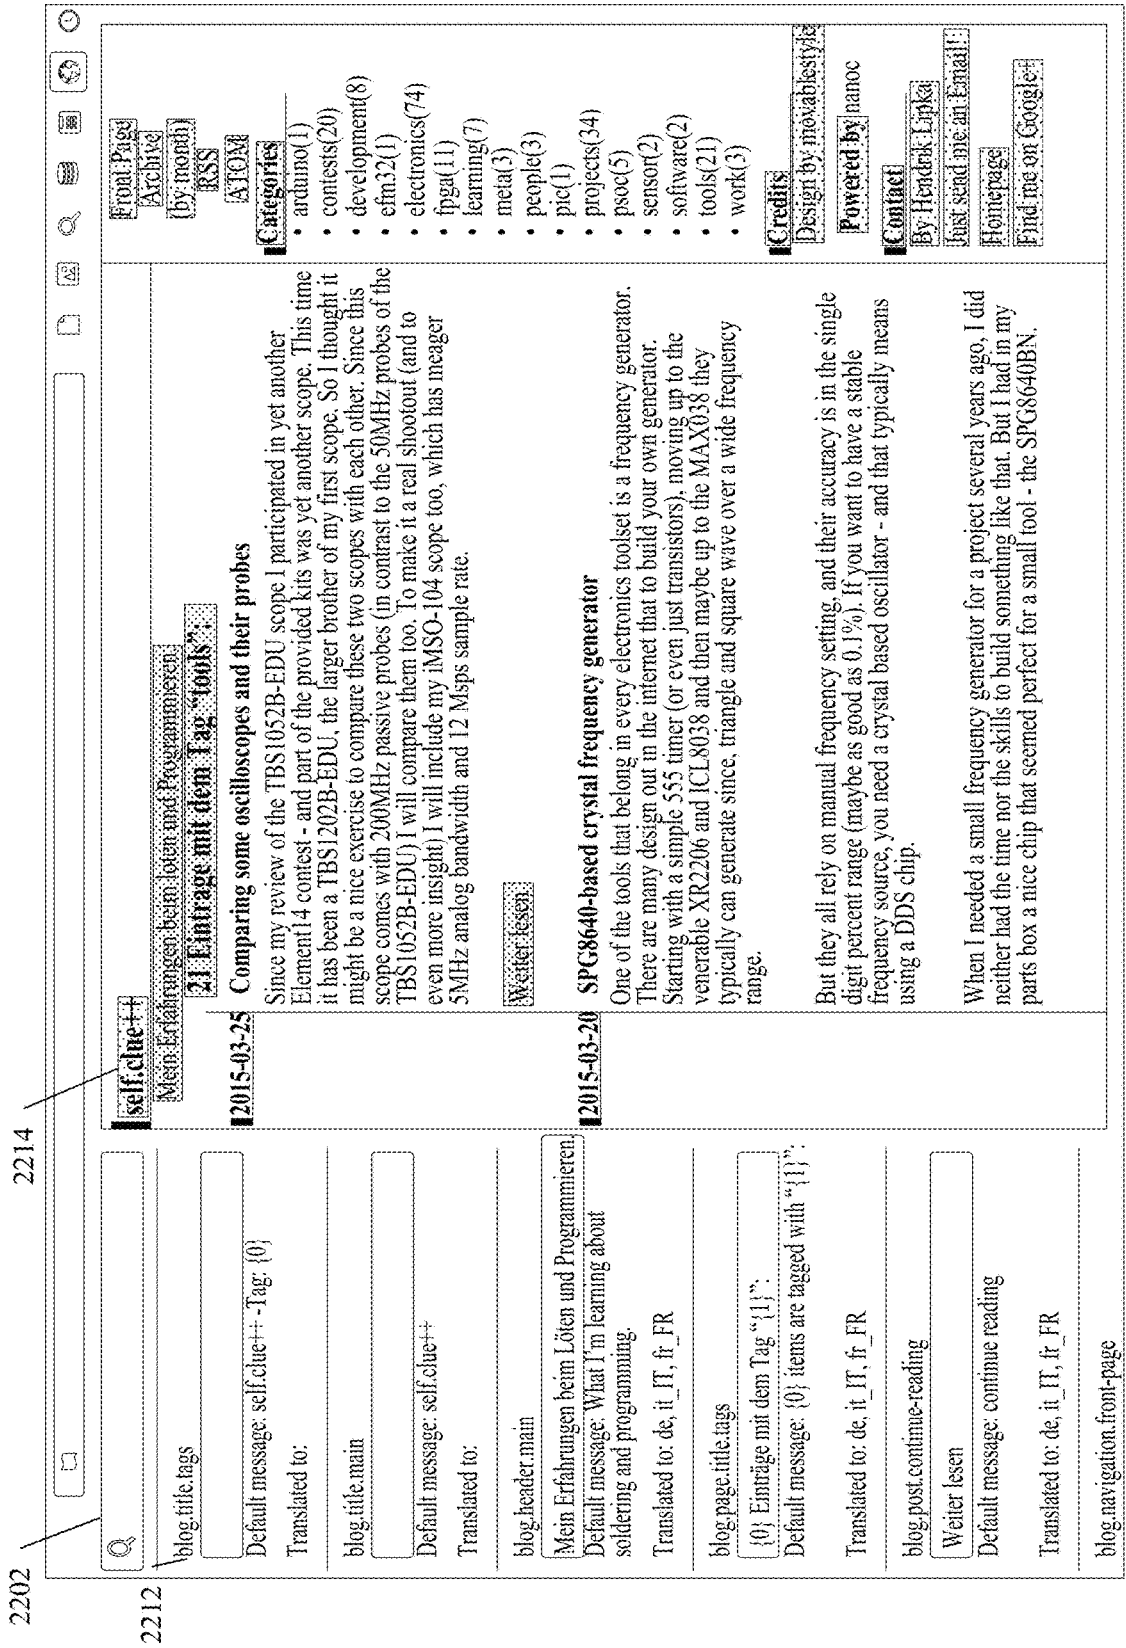 2202
2212
2214
blog.title.tags
Default message: self.clue++ -Tag: {0}
Translated to:
blog.title.main
Default message: self.clue++
Translated to:
blog.header.main
Mein Erfahrungen beim Löten und Programmieren.
Default message: What I'm learning about
soldering and programming.
Translated to: de, it_IT, fr_FR
blog.page.title.tags
{0} Einträge mit dem Tag “{1}”:
Default message: {0} items are tagged with “{1}”:
Translated to: de, it_IT, fr_FR
blog.post.continue-reading
Weiter lesen
Default message: continue reading
Translated to: de, it_IT, fr_FR
blog.navigation.front-page
self.clue++
Mein Erfahrungen beim loten und Programmieren.
21 Eintrage mit dem Tag “tools”:
2015-03-25
Comparing some oscilloscopes and their probes
Since my review of the TBS1052B-EDU scope I participated in yet another
Element14 contest - and part of the provided kits was yet another scope. This time
it has been a TBS1202B-EDU, the larger brother of my first scope. So I thought it
might be a nice exercise to compare these two scopes with each other. Since this
scope comes with 200MHz passive probes (in contrast to the 50MHz probes of the
TBS1052B-EDU) I will compare them too. To make it a real shootout (and to
even more insight) I will include my iMSO-104 scope too, which has meager
5MHz analog bandwidth and 12 Msps sample rate.
Weiter lesen
2015-03-20
SPG8640-based crystal frequency generator
One of the tools that belong in every electronics toolset is a frequency generator.
There are many design out in the internet that to build your own generator.
Starting with a simple 555 timer (or even just transistors), moving up to the
venerable XR2206 and ICL8038 and then maybe up to the MAX038 they
typically can generate since, triangle and square wave over a wide frequency
range.
But they all rely on manual frequency setting, and their accuracy is in the single
digit percent range (maybe as good as 0.1%). If you want to have a stable
frequency source, you need a crystal based oscillator - and that typically means
using a DDS chip.
When I needed a small frequency generator for a project several years ago, I did
neither had the time nor the skills to build something like that. But I had in my
parts box a nice chip that seemed perfect for a small tool - the SPG8640BN.
Front Page
Archive
(by month)
RSS
ATOM
Categories
• arduino(1)
• contests(20)
• development(8)
• efm32(1)
• electronics(74)
• fpga(11)
• learning(7)
• meta(3)
• people(3)
• pic(1)
• projects(34)
• psoc(5)
• sensor(2)
• software(2)
• tools(21)
• work(3)
Credits
Design by movablestyle
Powered by nanoc
Contact
By Hendrik Lipka
Just send me an Email!
Homepage
Find me on Google+